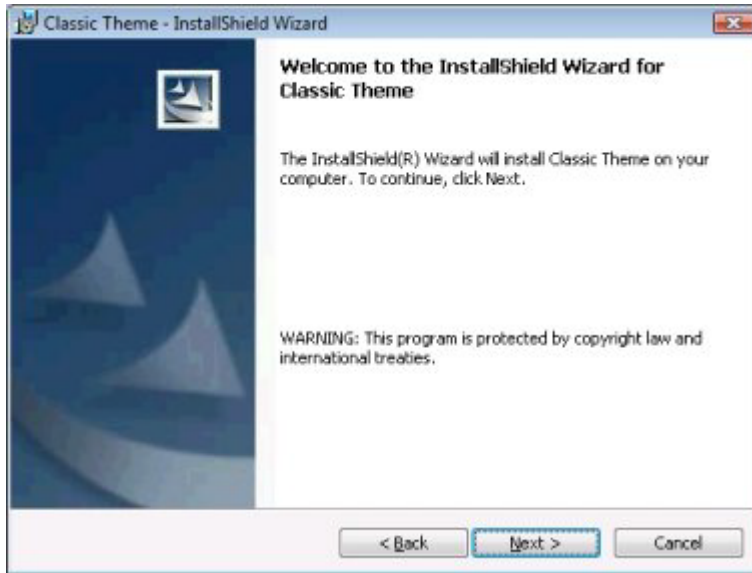 Classic Theme - InstallShield Wizard
Welcome to the InstallShield Wizard for
Classic Theme
The InstallShield(R) Wizard will install Classic Theme on your
computer. To continue, click Next.
WARNING: This program is protected by copyright law and
international treaties.
< Back
Next >
Cancel